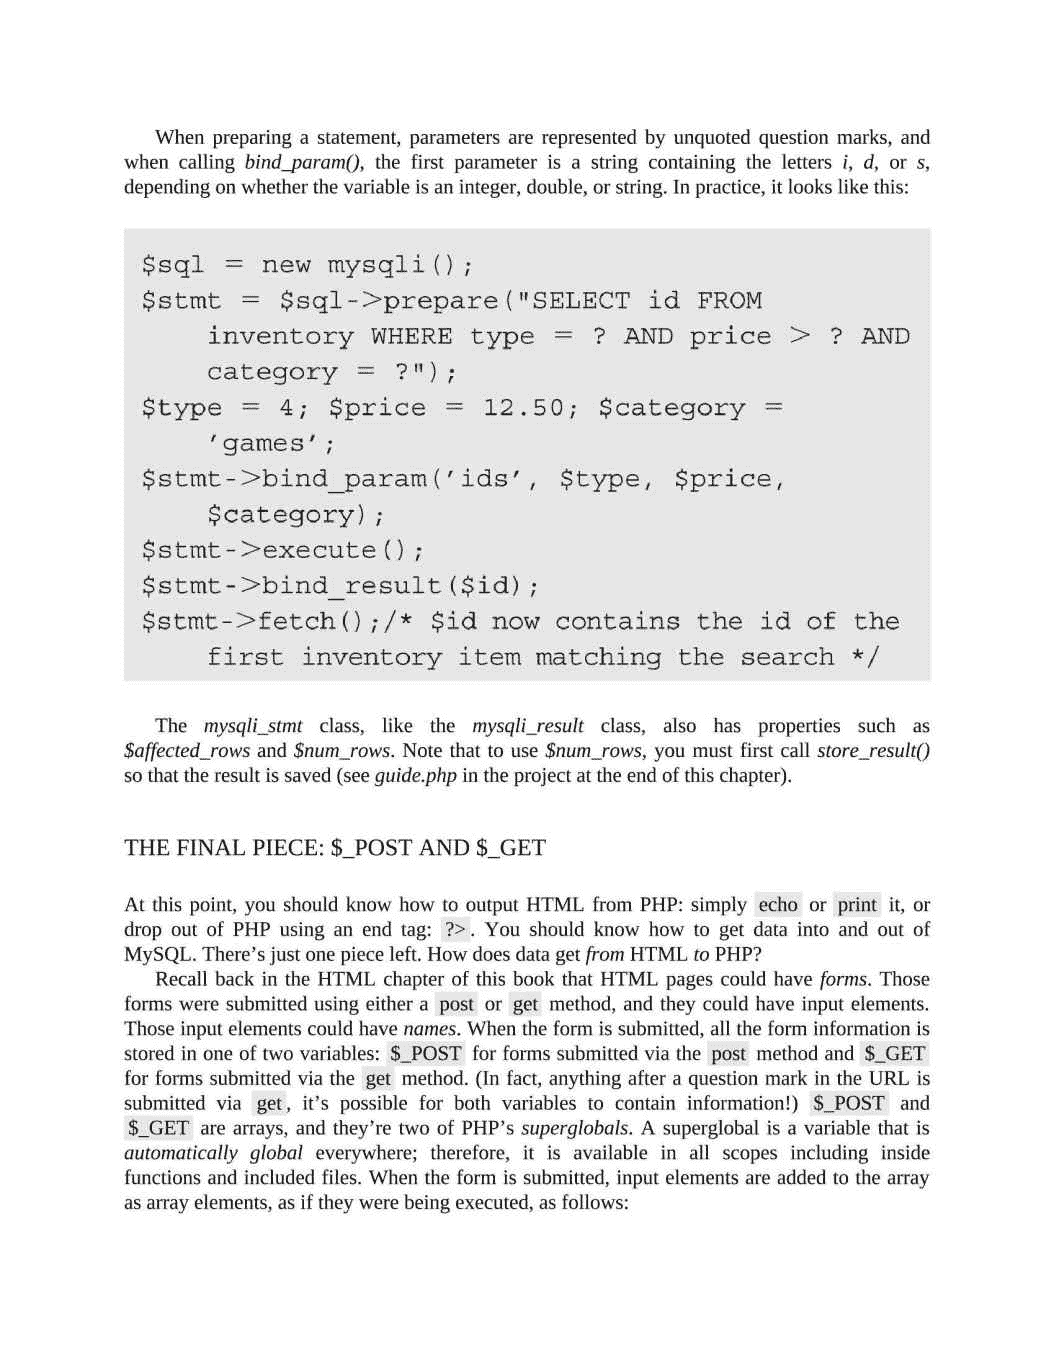 When preparing a statement, parameters are represented by unquoted question marks, and
when calling bind_param(), the first parameter is a string containing the letters i, d, or s,
depending on whether the variable is an integer, double, or string. In practice, it looks like this:
$sql = new mysqli();
$stmt = $sql->prepare("SELECT id FROM
inventory WHERE type = ? AND price > ? AND
category = ?");
$type = 4; $price = 12.50; $category =
'games';
$stmt->bind_param('ids', $type, $price,
$category);
$stmt->execute();
$stmt->bind_result($id);
$stmt->fetch();/* $id now contains the id of the
first inventory item matching the search */
The mysqli_stmt class, like the mysqli_result class, also has properties such as
$affected_rows and $num_rows. Note that to use $num_rows, you must first call store_result()
so that the result is saved (see guide.php in the project at the end of this chapter).
THE FINAL PIECE: $_POST AND $_GET
At this point, you should know how to output HTML from PHP: simply echo or print it, or
drop out of PHP using an end tag: ?>. You should know how to get data into and out of
MySQL. There’s just one piece left. How does data get from HTML to PHP?
Recall back in the HTML chapter of this book that HTML pages could have forms. Those
forms were submitted using either a post or get method, and they could have input elements.
Those input elements could have names. When the form is submitted, all the form information is
stored in one of two variables: $_POST for forms submitted via the post method and $_GET
for forms submitted via the get method. (In fact, anything after a question mark in the URL is
submitted via get, it’s possible for both variables to contain information!) $_POST and
$_GET are arrays, and they’re two of PHP’s superglobals. A superglobal is a variable that is
automatically global everywhere; therefore, it is available in all scopes including inside
functions and included files. When the form is submitted, input elements are added to the array
as array elements, as if they were being executed, as follows: